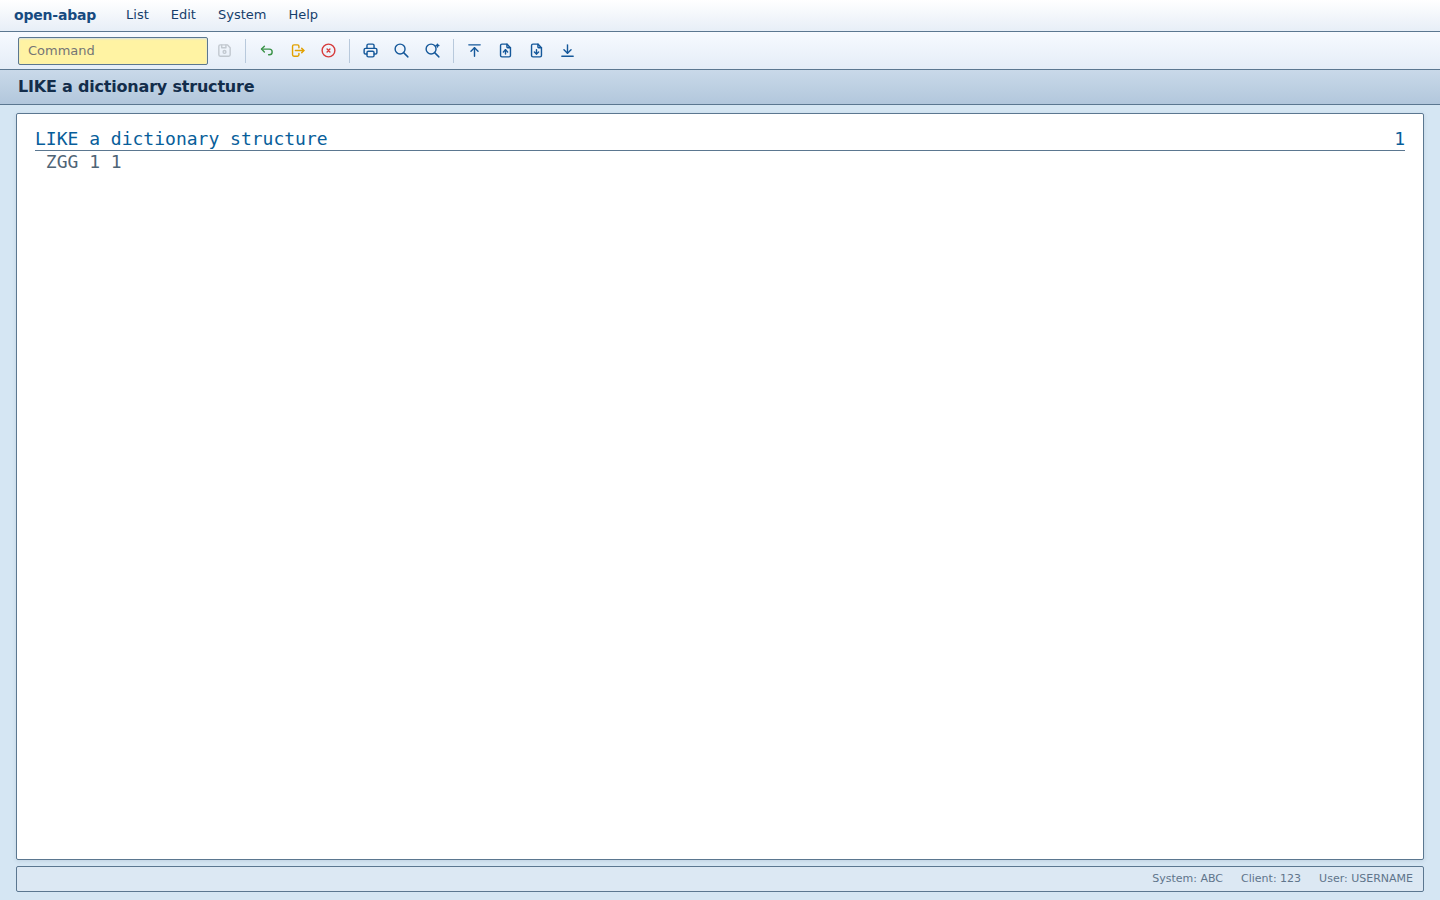 open-abap List Edit System Help
Command
LIKE a dictionary structure
LIKE a dictionary structure 1
ZGG 1 1
System: ABC Client: 123 User: USERNAME